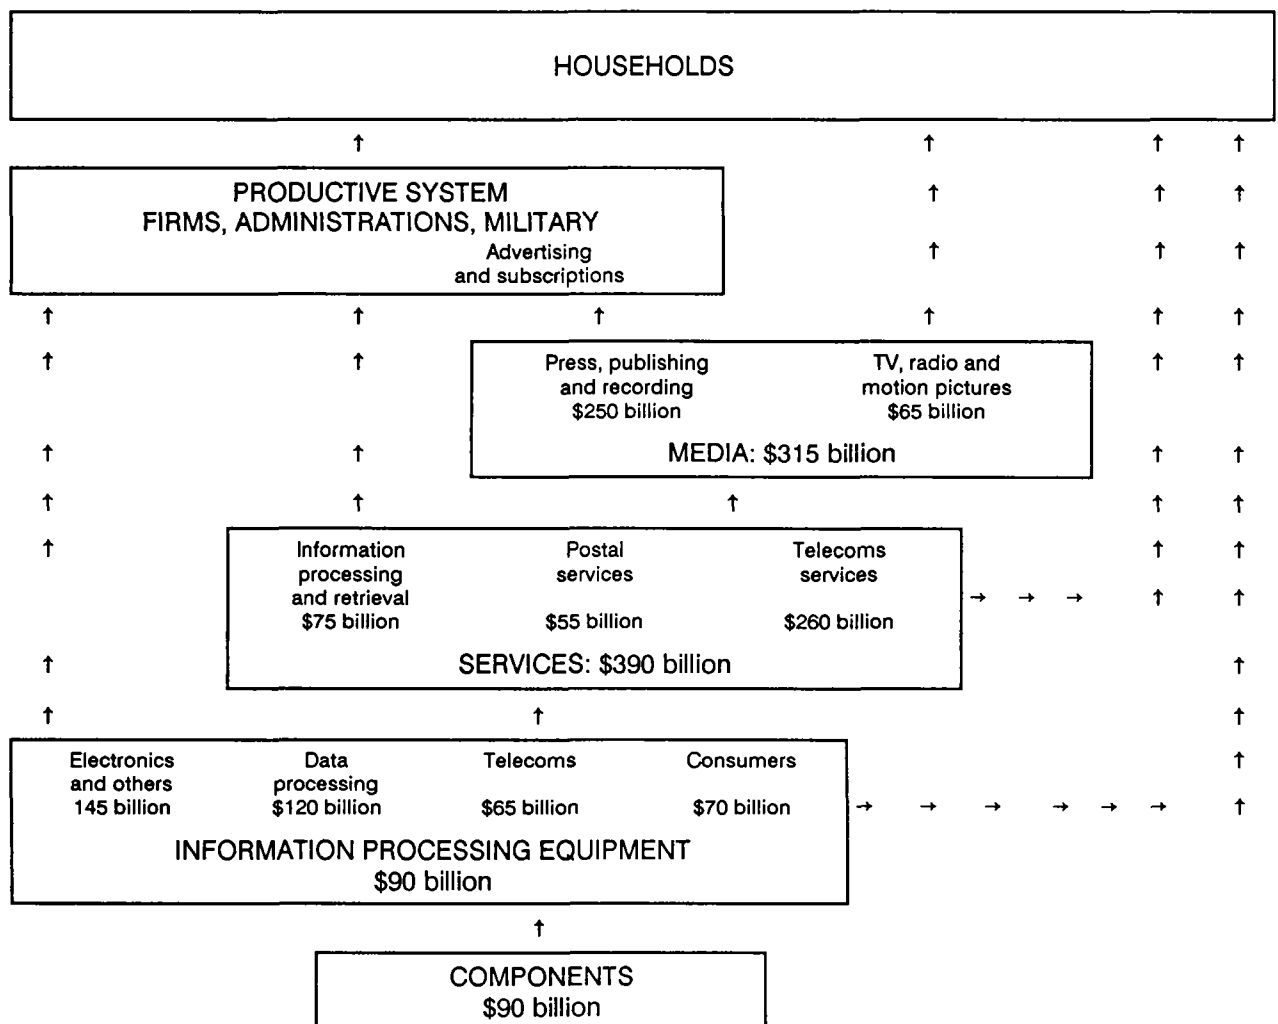 HOUSEHOLDS
↑ ↑ ↑ ↑
PRODUCTIVE SYSTEM
FIRMS, ADMINISTRATIONS, MILITARY
Advertising
and subscriptions
Press, publishing
and recording
$250 billion
TV, radio and
motion pictures
$65 billion
MEDIA: $315 billion
Information
processing
and retrieval
$75 billion
Postal
services
$55 billion
Telecoms
services
$260 billion
SERVICES: $390 billion
Electronics
and others
145 billion
Data
processing
$120 billion
Telecoms
$65 billion
Consumers
$70 billion
INFORMATION PROCESSING EQUIPMENT
$90 billion
COMPONENTS
$90 billion